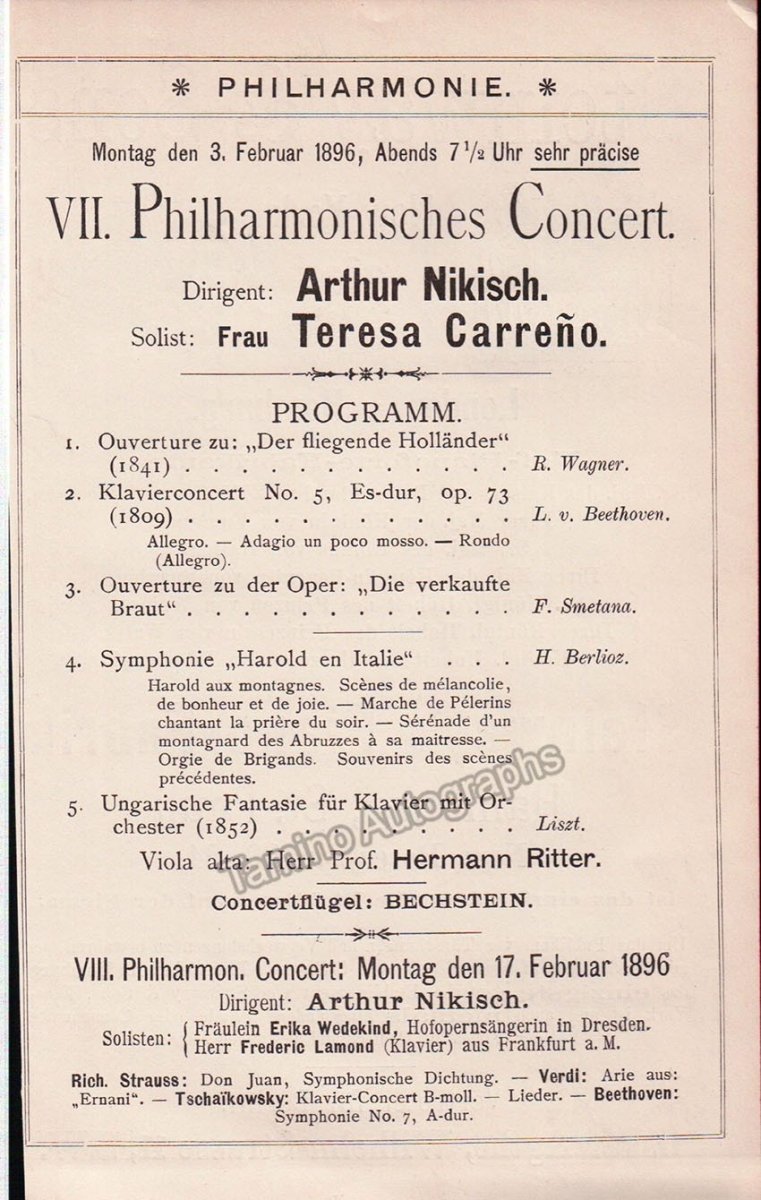 * PHILHARMONIE. *
Montag den 3. Februar 1896, Abends 7 1/2 Uhr sehr präcise
VII. Philharmonisches Concert.
Dirigent: Arthur Nikisch.
Solist: Frau Teresa Carreño.
PROGRAMM.
1. Ouverture zu: „Der fliegende Holländer“
(1841) . . . . . . . . . . . . R. Wagner.
2. Klavierconcert No. 5, Es-dur, op. 73
(1809) . . . . . . . . . . . . L. v. Beethoven.
Allegro. — Adagio un poco mosso. — Rondo
(Allegro).
3. Ouverture zu der Oper: „Die verkaufte
Braut“ . . . . . . . . . . . . F. Smetana.
4. Symphonie „Harold en Italie“ . . . H. Berlioz.
Harold aux montagnes. Scènes de mélancolie,
de bonheur et de joie. — Marche de Pélerins
chantant la prière du soir. — Sérénade d'un
montagnard des Abruzzes à sa maitresse. —
Orgie de Brigands. Souvenirs des scènes
précédentes.
5. Ungarische Fantasie für Klavier mit Or-
chester (1852) . . . . . . . . . Liszt.
Viola alta: Herr Prof. Hermann Ritter.
Tamino Autographs
Concertflügel: BECHSTEIN.
VIII. Philharmon. Concert: Montag den 17. Februar 1896
Dirigent: Arthur Nikisch.
Solisten: { Fräulein Erika Wedekind, Hofopernsängerin in Dresden.
Herr Frederic Lamond (Klavier) aus Frankfurt a. M.
Rich. Strauss: Don Juan, Symphonische Dichtung. — Verdi: Arie aus:
„Ernani“. — Tschaïkowsky: Klavier-Concert B-moll. — Lieder. — Beethoven:
Symphonie No. 7, A-dur.